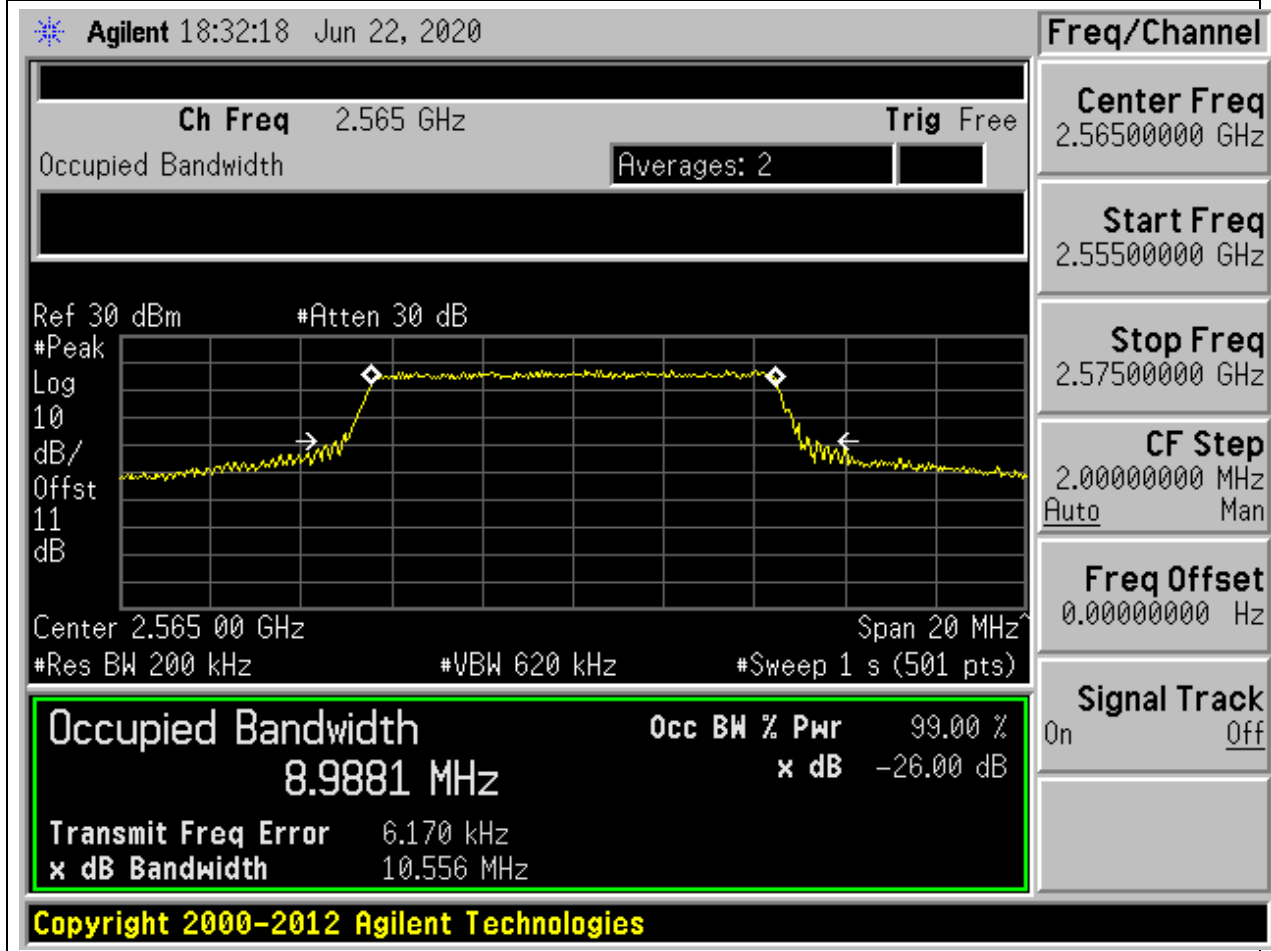 Agilent 18:32:18 Jun 22, 2020
Ch Freq 2.565 GHz Trig Free
Occupied Bandwidth Averages: 2
Ref 30 dBm #Atten 30 dB
#Peak
Log
10
dB/
Offst
11
dB
Center 2.565 00 GHz Span 20 MHz^
#Res BW 200 kHz #VBW 620 kHz #Sweep 1 s (501 pts)
Occupied Bandwidth Occ BW % Pwr 99.00 %
8.9881 MHz x dB -26.00 dB
Transmit Freq Error 6.170 kHz
x dB Bandwidth 10.556 MHz
Copyright 2000-2012 Agilent Technologies
Freq/Channel
Center Freq
2.56500000 GHz
Start Freq
2.55500000 GHz
Stop Freq
2.57500000 GHz
CF Step
2.00000000 MHz
Auto Man
Freq Offset
0.00000000 Hz
Signal Track
On Off